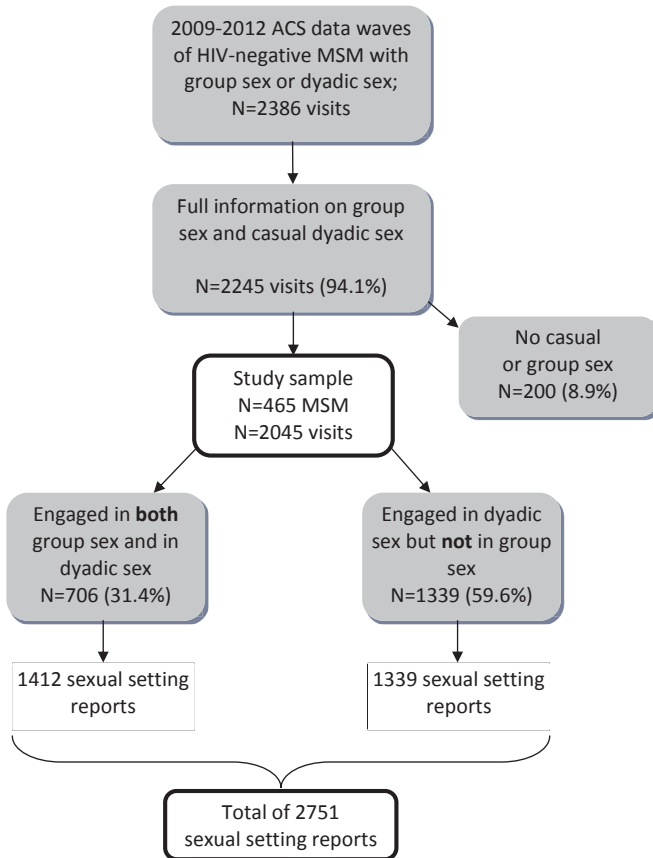 2009-2012 ACS data waves
of HIV-negative MSM with
group sex or dyadic sex;
N=2386 visits
Full information on group
sex and casual dyadic sex
N=2245 visits (94.1%)
No casual
or group sex
N=200 (8.9%)
Study sample
N=465 MSM
N=2045 visits
Engaged in both
group sex and in
dyadic sex
N=706 (31.4%)
Engaged in dyadic
sex but not in group
sex
N=1339 (59.6%)
1412 sexual setting
reports
1339 sexual setting
reports
Total of 2751
sexual setting reports